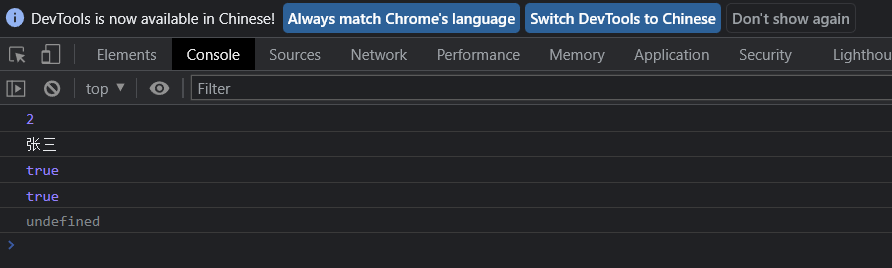 DevTools is now available in Chinese! Always match Chrome's language Switch DevTools to Chinese Don't show again
Elements Console Sources Network Performance Memory Application Security Lighthou
top Filter
2
张三
true
true
undefined